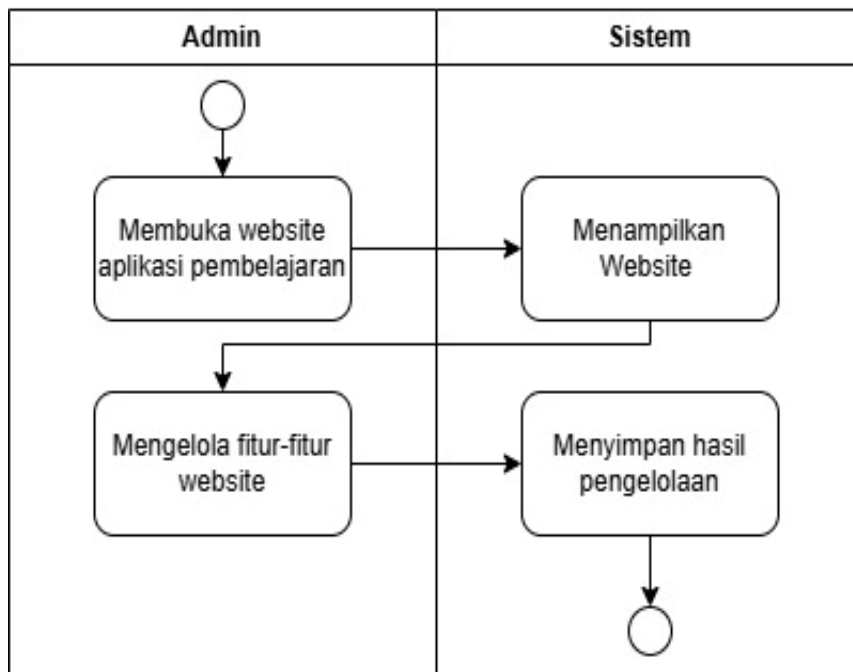 Admin
Sistem
Membuka website
aplikasi pembelajaran
Menampilkan
Website
Mengelola fitur-fitur
website
Menyimpan hasil
pengelolaan